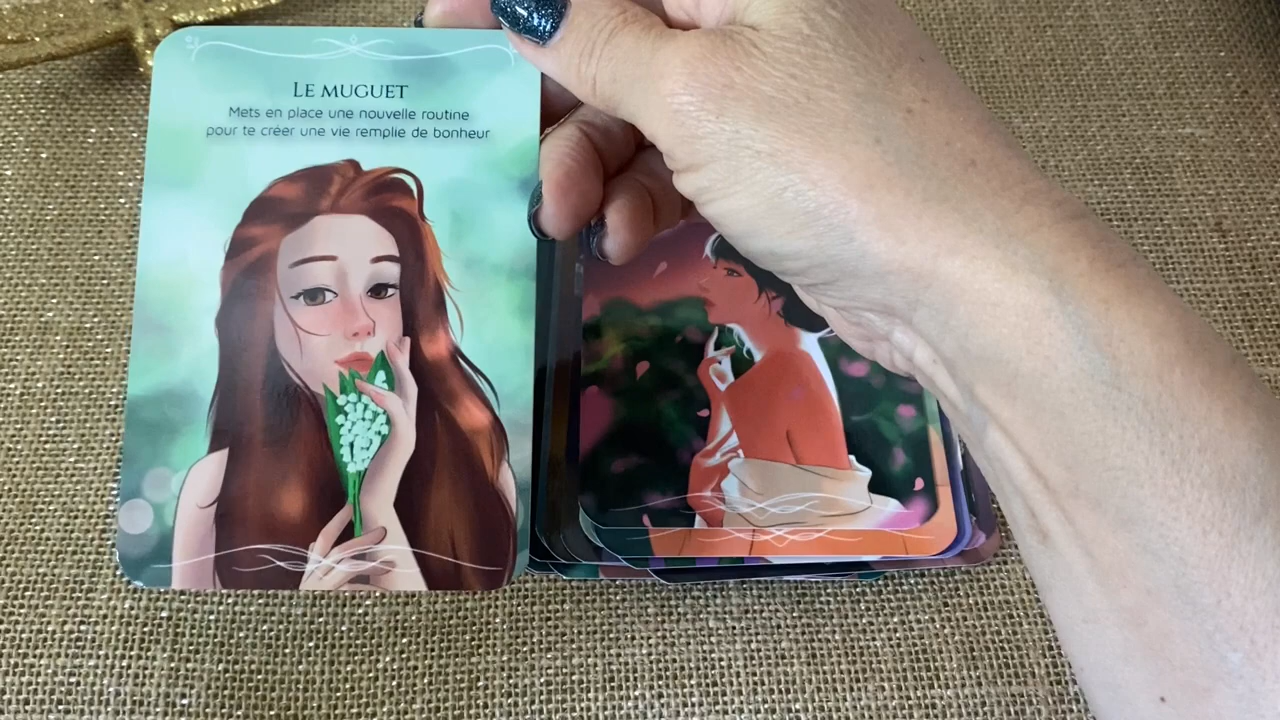 Le muguet
Mets en place une nouvelle routine
pour te créer une vie remplie de bonheur